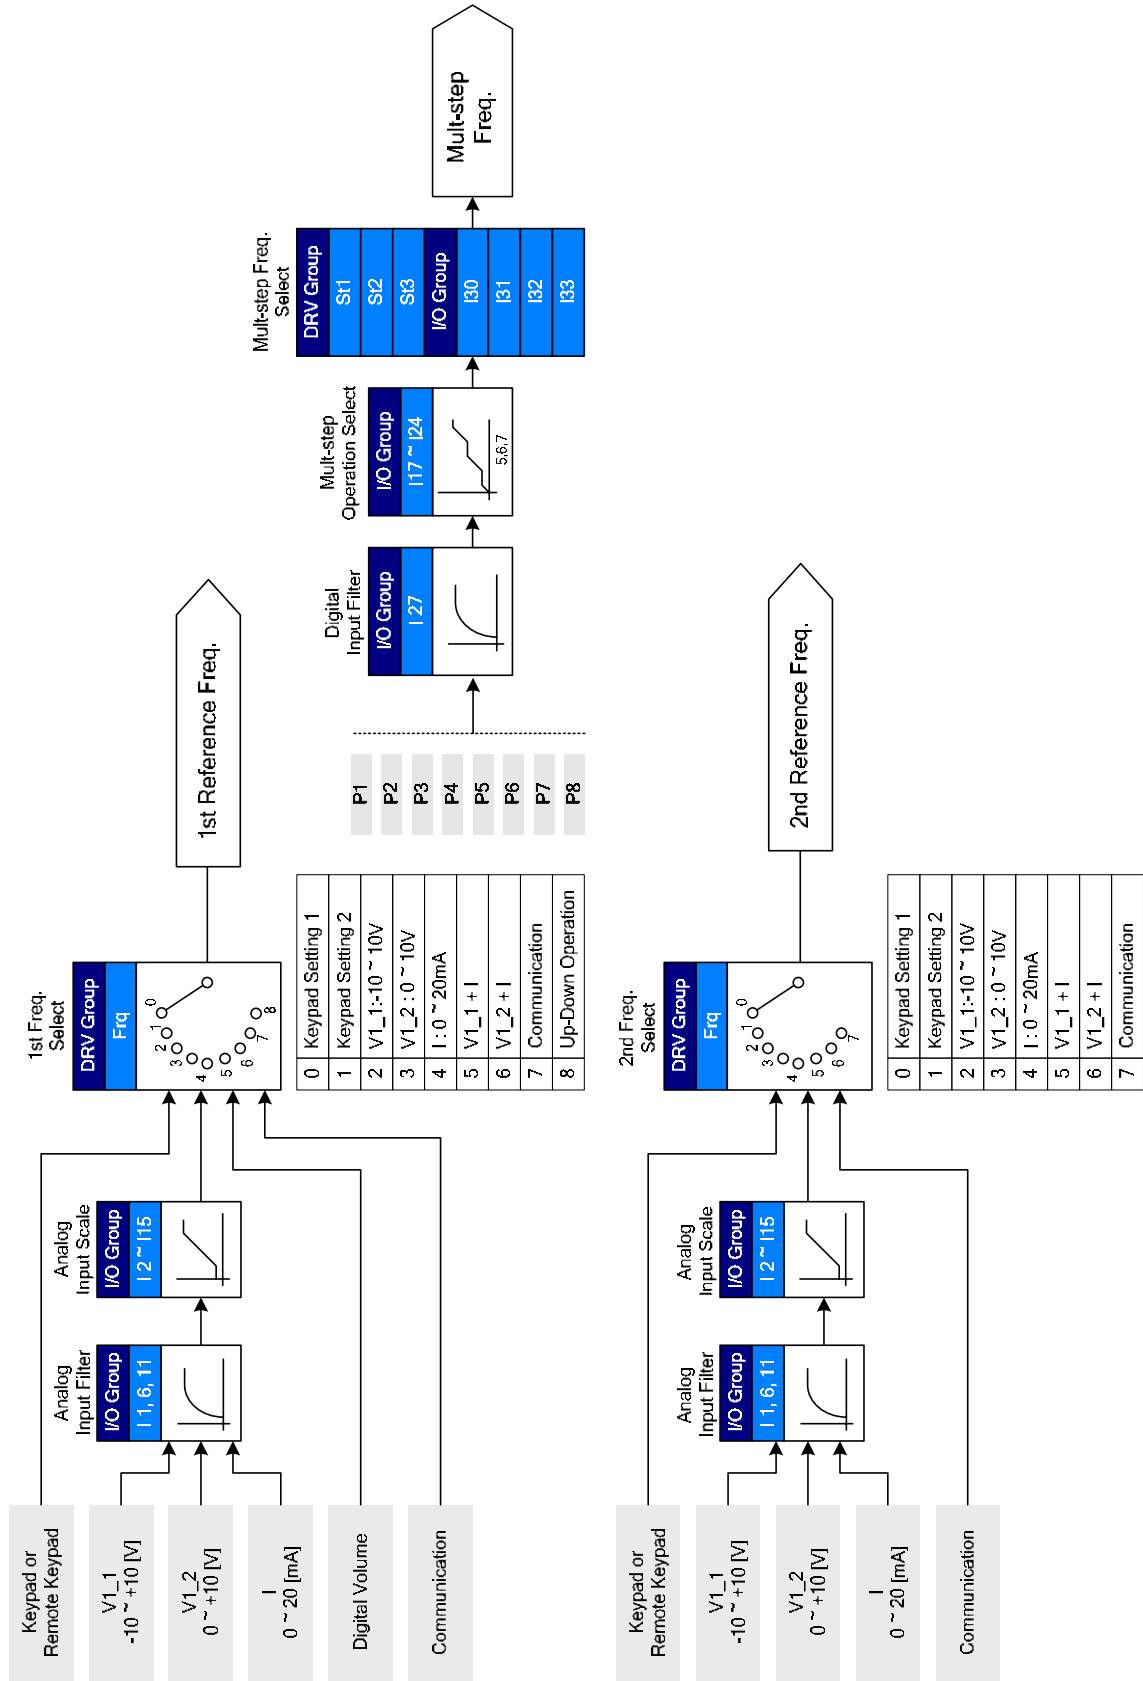 Keypad or
Remote Keypad
V1_1
-10 ~ +10 [V]
V1_2
0 ~ +10 [V]
I
0 ~ 20 [mA]
Digital Volume
Communication
Analog
Input Filter
I/O Group
I 1, 6, 11
Analog
Input Scale
I/O Group
I 2 ~ I15
1st Freq.
Select
DRV Group
Frq
0
1
2
3
4
5
6
7
8
0 Keypad Setting 1
1 Keypad Setting 2
2 V1_1:-10 ~ 10V
3 V1_2 : 0 ~ 10V
4 I : 0 ~ 20mA
5 V1_1 + I
6 V1_2 + I
7 Communication
8 Up-Down Operation
1st Reference Freq.
P1
P2
P3
P4
P5
P6
P7
P8
Digital
Input Filter
I/O Group
I 27
Mult-step
Operation Select
I/O Group
I17 ~ I24
5,6,7
Mult-step Freq.
Select
DRV Group
St1
St2
St3
I/O Group
I30
I31
I32
I33
Mult-step
Freq.
Keypad or
Remote Keypad
V1_1
-10 ~ +10 [V]
V1_2
0 ~ +10 [V]
I
0 ~ 20 [mA]
Communication
Analog
Input Filter
I/O Group
I 1, 6, 11
Analog
Input Scale
I/O Group
I 2 ~ I15
2nd Freq.
Select
DRV Group
Frq
0
1
2
3
4
5
6
7
0 Keypad Setting 1
1 Keypad Setting 2
2 V1_1:-10 ~ 10V
3 V1_2 : 0 ~ 10V
4 I : 0 ~ 20mA
5 V1_1 + I
6 V1_2 + I
7 Communication
2nd Reference Freq.